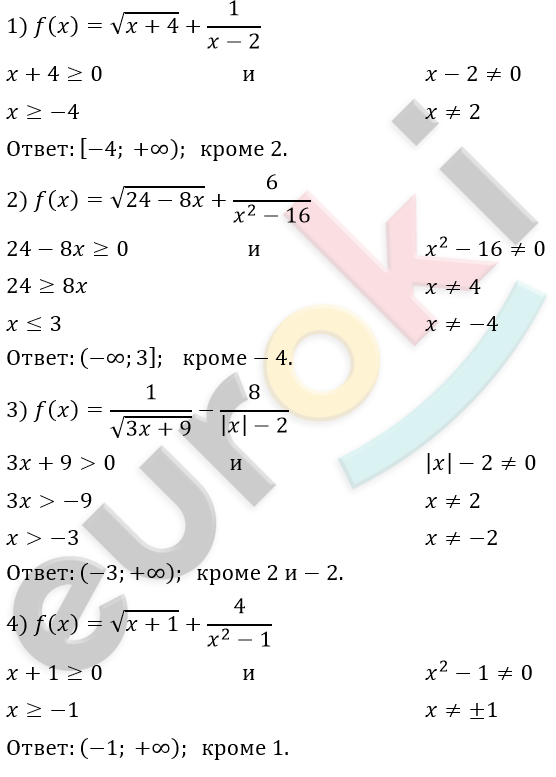 1) f(x) = √(x + 4) + 1/(x − 2)
x + 4 ≥ 0 и x − 2 ≠ 0
x ≥ −4 x ≠ 2
Ответ: [−4; +∞); кроме 2.
2) f(x) = √(24 − 8x) + 6/(x² − 16)
24 − 8x ≥ 0 и x² − 16 ≠ 0
24 ≥ 8x x ≠ 4
x ≤ 3 x ≠ −4
Ответ: (−∞; 3]; кроме − 4.
3) f(x) = 1/√(3x + 9) − 8/(|x| − 2)
3x + 9 > 0 и |x| − 2 ≠ 0
3x > −9 x ≠ 2
x > −3 x ≠ −2
Ответ: (−3; +∞); кроме 2 и − 2.
4) f(x) = √(x + 1) + 4/(x² − 1)
x + 1 ≥ 0 и x² − 1 ≠ 0
x ≥ −1 x ≠ ±1
Ответ: (−1; +∞); кроме 1.
euroki